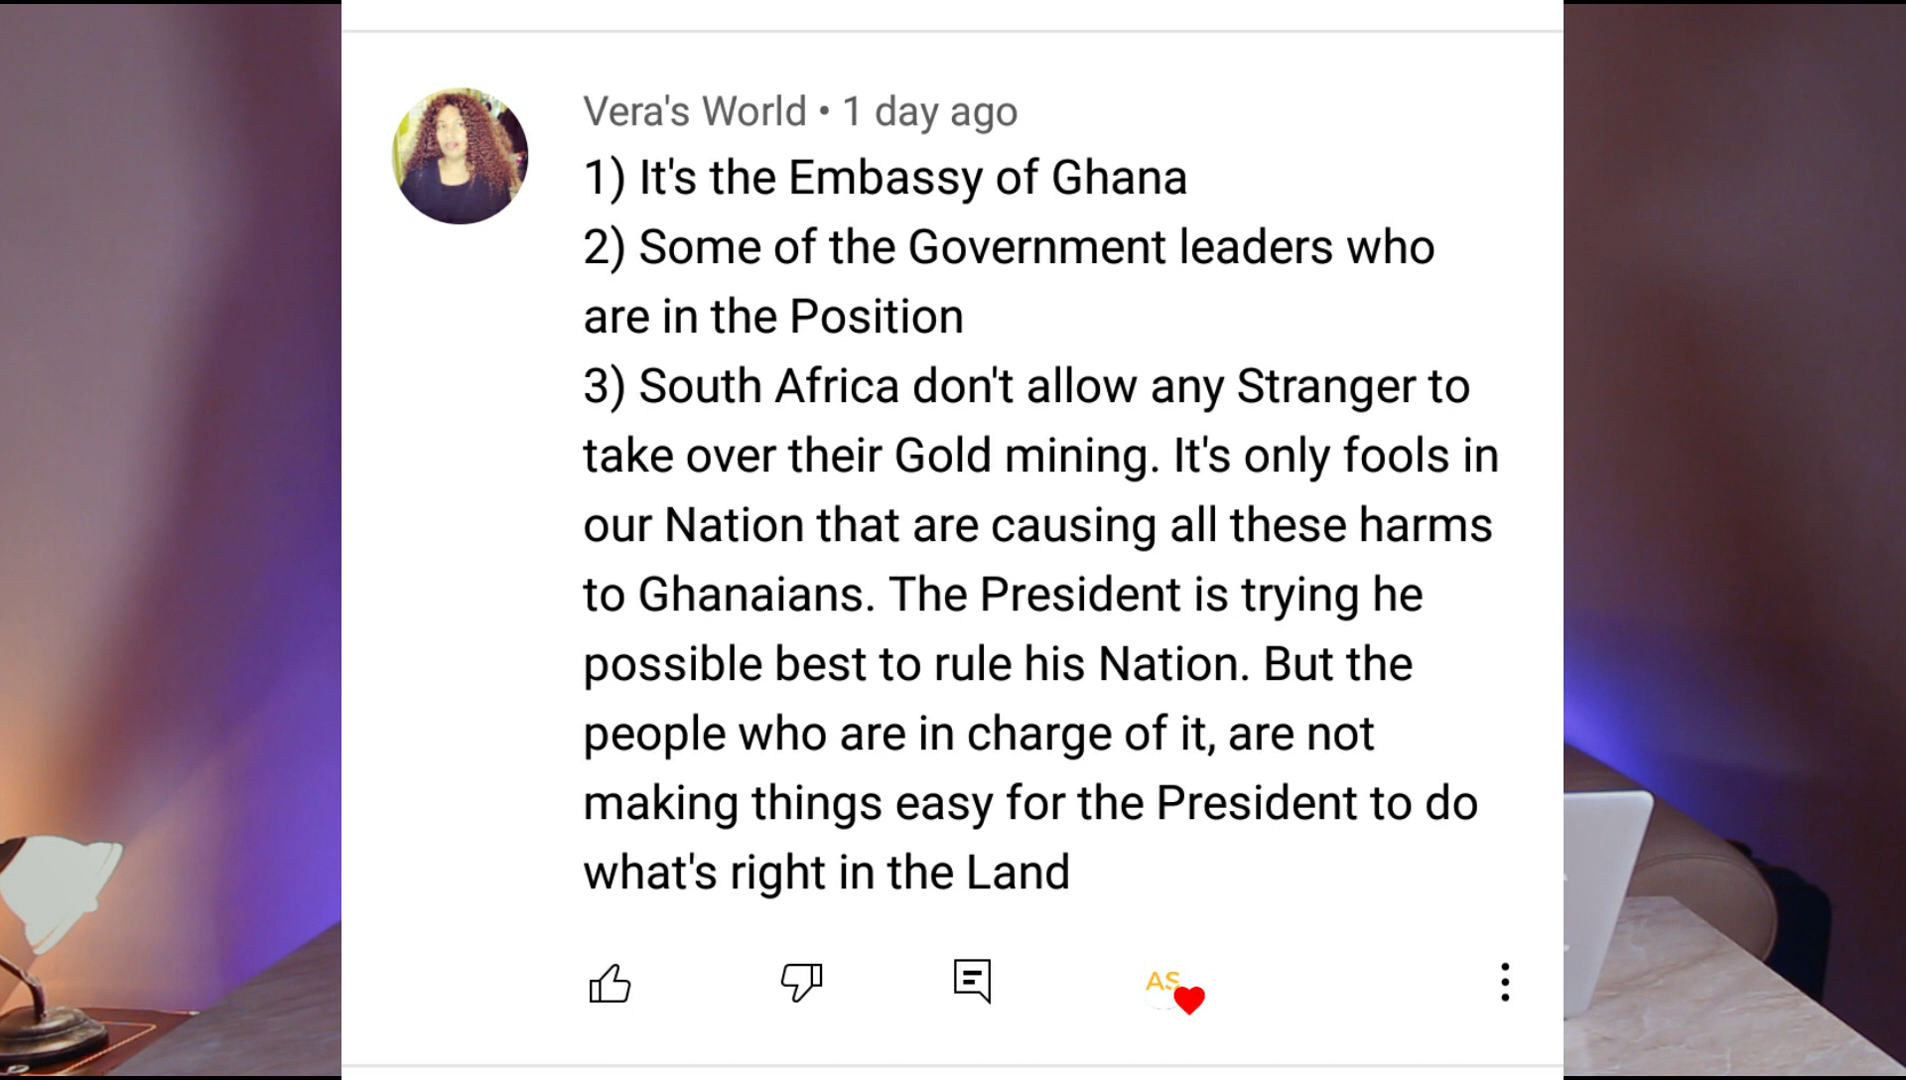 Vera's World • 1 day ago
1) It's the Embassy of Ghana
2) Some of the Government leaders who
are in the Position
3) South Africa don't allow any Stranger to
take over their Gold mining. It's only fools in
our Nation that are causing all these harms
to Ghanaians. The President is trying he
possible best to rule his Nation. But the
people who are in charge of it, are not
making things easy for the President to do
what's right in the Land
AS